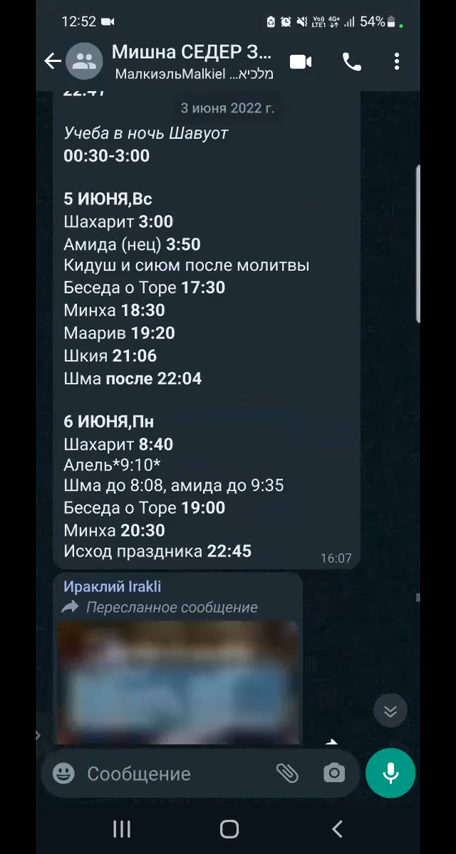 12:52
54%
Мишна СЕДЕР З...
МалкиэльMalkiel ...מלכיא
22:41
3 июня 2022 г.
Учеба в ночь Шавуот
00:30-3:00
5 ИЮНЯ,Вс
Шахарит 3:00
Амида (нец) 3:50
Кидуш и сиюм после молитвы
Беседа о Торе 17:30
Минха 18:30
Маарив 19:20
Шкия 21:06
Шма после 22:04
6 ИЮНЯ,Пн
Шахарит 8:40
Алель*9:10*
Шма до 8:08, амида до 9:35
Беседа о Торе 19:00
Минха 20:30
Исход праздника 22:45
16:07
Ираклий Irakli
Пересланное сообщение
Сообщение